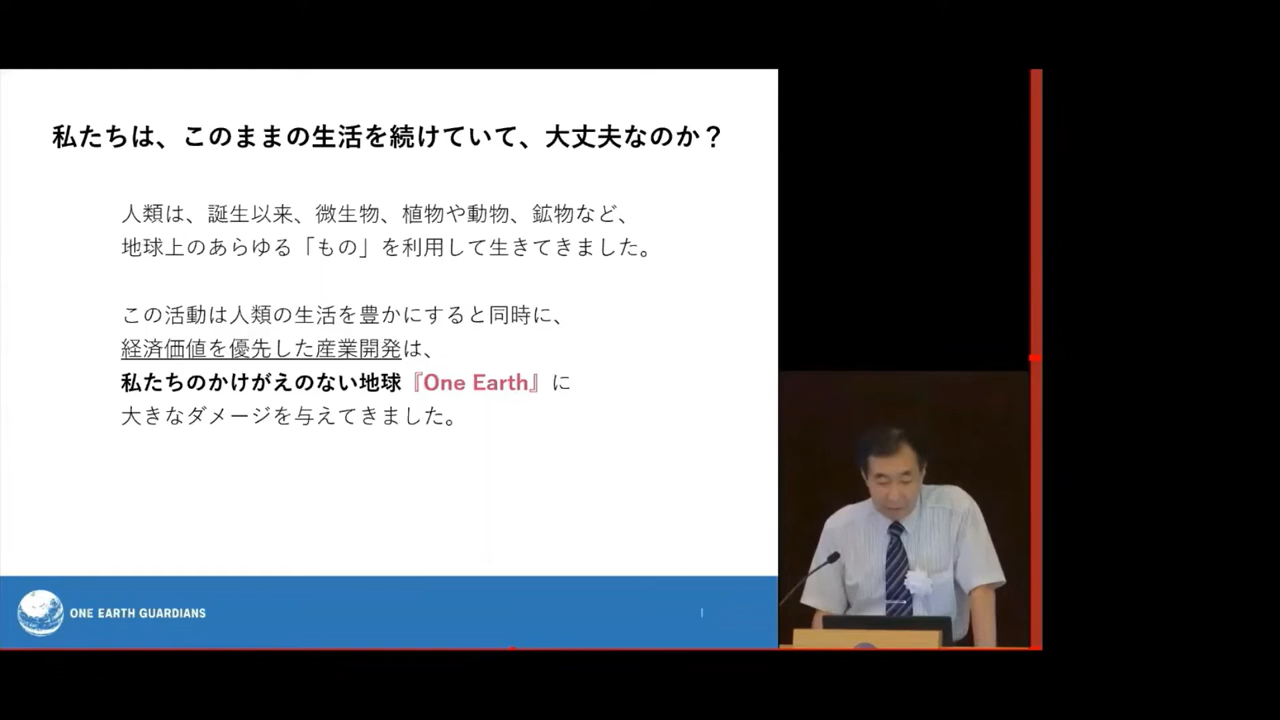 私たちは、このままの生活を続けていて、大丈夫なのか？
人類は、誕生以来、微生物、植物や動物、鉱物など、
地球上のあらゆる「もの」を利用して生きてきました。
この活動は人類の生活を豊かにすると同時に、
経済価値を優先した産業開発は、
私たちのかけがえのない地球『One Earth』に
大きなダメージを与えてきました。
ONE EARTH GUARDIANS
1